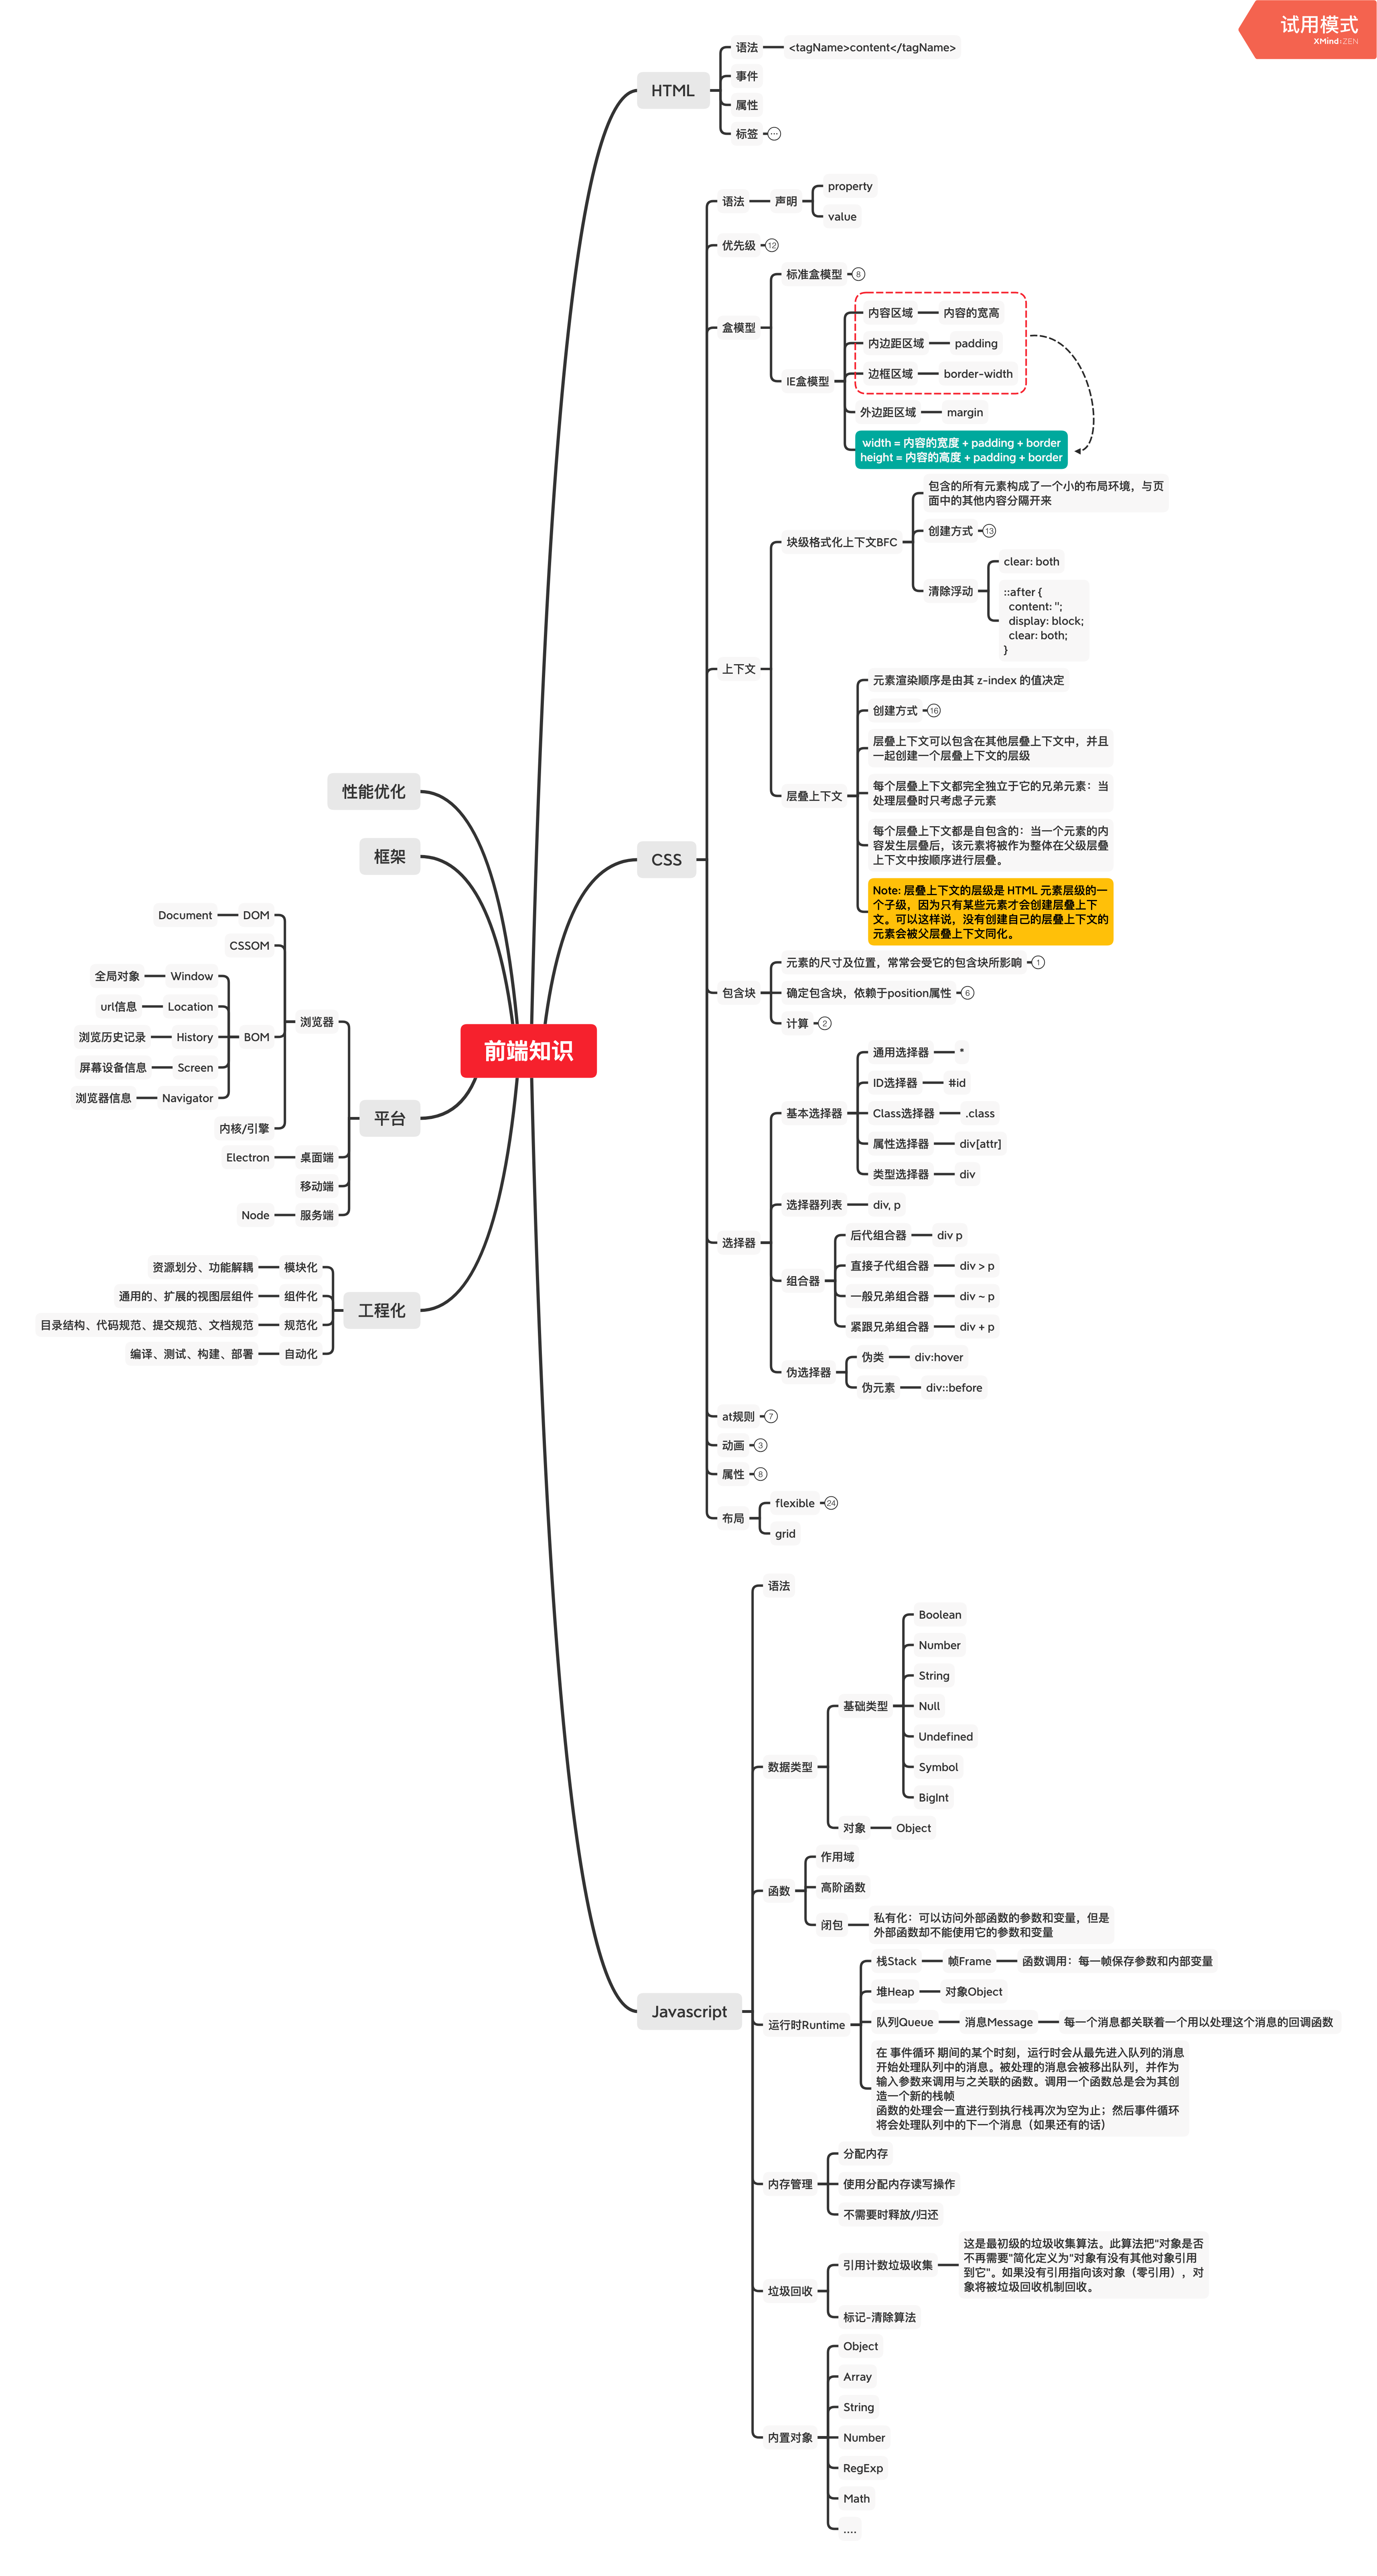 试用模式
XMind:ZEN
前端知识
HTML
语法
<tagName>content</tagName>
事件
属性
标签
...
CSS
语法
声明
property
value
优先级
12
盒模型
标准盒模型
8
IE盒模型
内容区域
内容的宽高
内边距区域
padding
边框区域
border-width
外边距区域
margin
width = 内容的宽度 + padding + border
height = 内容的高度 + padding + border
上下文
块级格式化上下文BFC
包含的所有元素构成了一个小的布局环境，与页
面中的其他内容分隔开来
创建方式
13
清除浮动
clear: both
::after {
content: '';
display: block;
clear: both;
}
层叠上下文
元素渲染顺序是由其 z-index 的值决定
创建方式
16
层叠上下文可以包含在其他层叠上下文中，并且
一起创建一个层叠上下文的层级
每个层叠上下文都完全独立于它的兄弟元素：当
处理层叠时只考虑子元素
每个层叠上下文都是自包含的：当一个元素的内
容发生层叠后，该元素将被作为整体在父级层叠
上下文中按顺序进行层叠。
Note: 层叠上下文的层级是 HTML 元素层级的一
个子级，因为只有某些元素才会创建层叠上下
文。可以这样说，没有创建自己的层叠上下文的
元素会被父层叠上下文同化。
包含块
元素的尺寸及位置，常常会受它的包含块所影响
1
确定包含块，依赖于position属性
6
计算
2
选择器
基本选择器
通用选择器
*
ID选择器
#id
Class选择器
.class
属性选择器
div[attr]
类型选择器
div
选择器列表
div, p
组合器
后代组合器
div p
直接子代组合器
div > p
一般兄弟组合器
div ~ p
紧跟兄弟组合器
div + p
伪选择器
伪类
div:hover
伪元素
div::before
at规则
7
动画
3
属性
8
布局
flexible
24
grid
Javascript
语法
数据类型
基础类型
Boolean
Number
String
Null
Undefined
Symbol
BigInt
对象
Object
函数
作用域
高阶函数
闭包
私有化：可以访问外部函数的参数和变量，但是
外部函数却不能使用它的参数和变量
运行时Runtime
栈Stack
帧Frame
函数调用：每一帧保存参数和内部变量
堆Heap
对象Object
队列Queue
消息Message
每一个消息都关联着一个用以处理这个消息的回调函数
在 事件循环 期间的某个时刻，运行时会从最先进入队列的消息
开始处理队列中的消息。被处理的消息会被移出队列，并作为
输入参数来调用与之关联的函数。调用一个函数总是会为其创
造一个新的栈帧
函数的处理会一直进行到执行栈再次为空为止；然后事件循环
将会处理队列中的下一个消息（如果还有的话）
内存管理
分配内存
使用分配内存读写操作
不需要时释放/归还
垃圾回收
引用计数垃圾收集
这是最初级的垃圾收集算法。此算法把"对象是否
不再需要"简化定义为"对象有没有其他对象引用
到它"。如果没有引用指向该对象（零引用），对
象将被垃圾回收机制回收。
标记-清除算法
内置对象
Object
Array
String
Number
RegExp
Math
....
性能优化
框架
平台
浏览器
DOM
Document
CSSOM
BOM
Window
全局对象
Location
url信息
History
浏览历史记录
Screen
屏幕设备信息
Navigator
浏览器信息
内核/引擎
桌面端
Electron
移动端
服务端
Node
工程化
模块化
资源划分、功能解耦
组件化
通用的、扩展的视图层组件
规范化
目录结构、代码规范、提交规范、文档规范
自动化
编译、测试、构建、部署